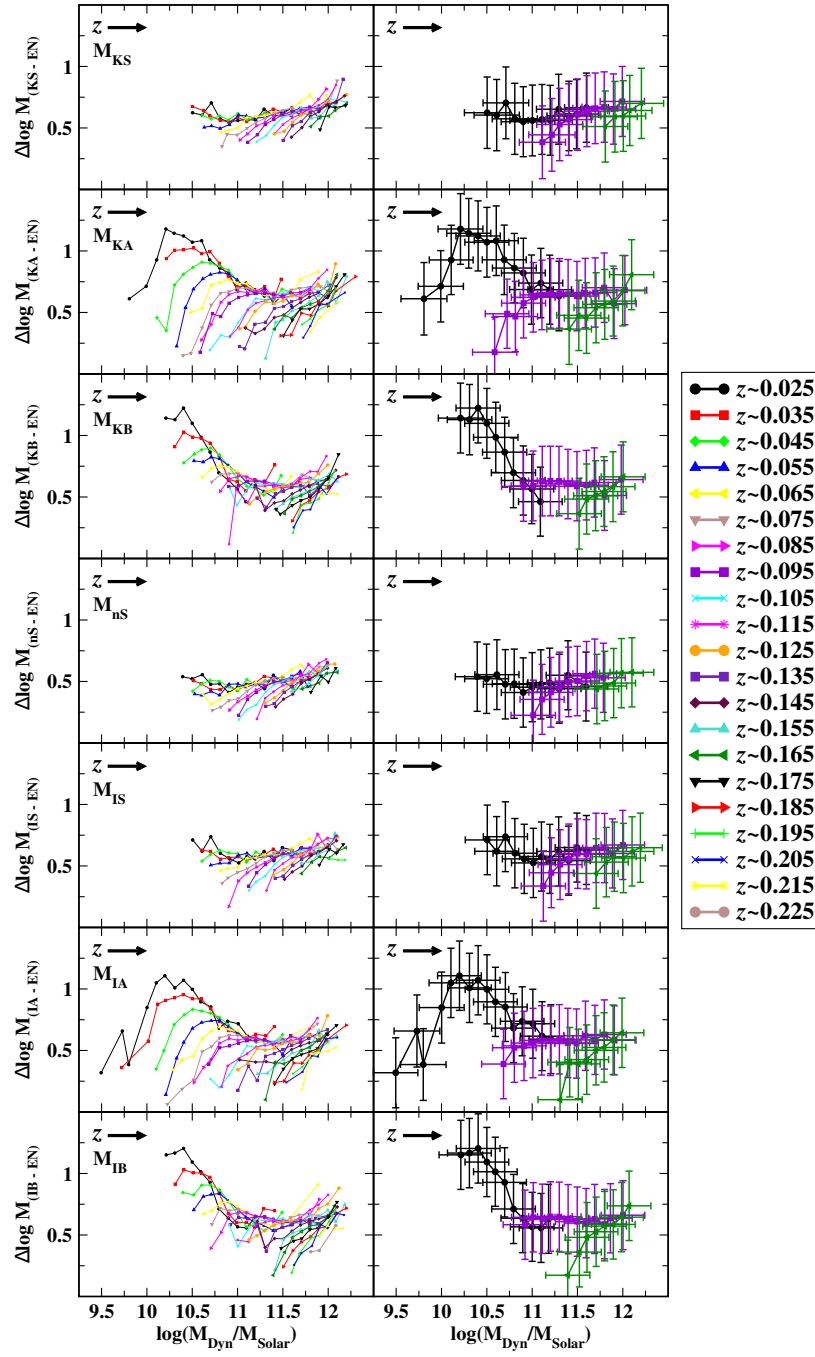 z
M_KS
z
1
0.5
Δlog M_(KS - EN)
z
M_KA
z
1
0.5
Δlog M_(KA - EN)
z
M_KB
z
1
0.5
Δlog M_(KB - EN)
z
M_nS
z
1
0.5
Δlog M_(nS - EN)
z
M_IS
z
1
0.5
Δlog M_(IS - EN)
z
M_IA
z
1
0.5
Δlog M_(IA - EN)
z
M_IB
z
1
0.5
Δlog M_(IB - EN)
9.5 10 10.5 11 11.5 12
9.5 10 10.5 11 11.5 12
log(M_Dyn/M_Solar)
log(M_Dyn/M_Solar)
z~0.025
z~0.035
z~0.045
z~0.055
z~0.065
z~0.075
z~0.085
z~0.095
z~0.105
z~0.115
z~0.125
z~0.135
z~0.145
z~0.155
z~0.165
z~0.175
z~0.185
z~0.195
z~0.205
z~0.215
z~0.225